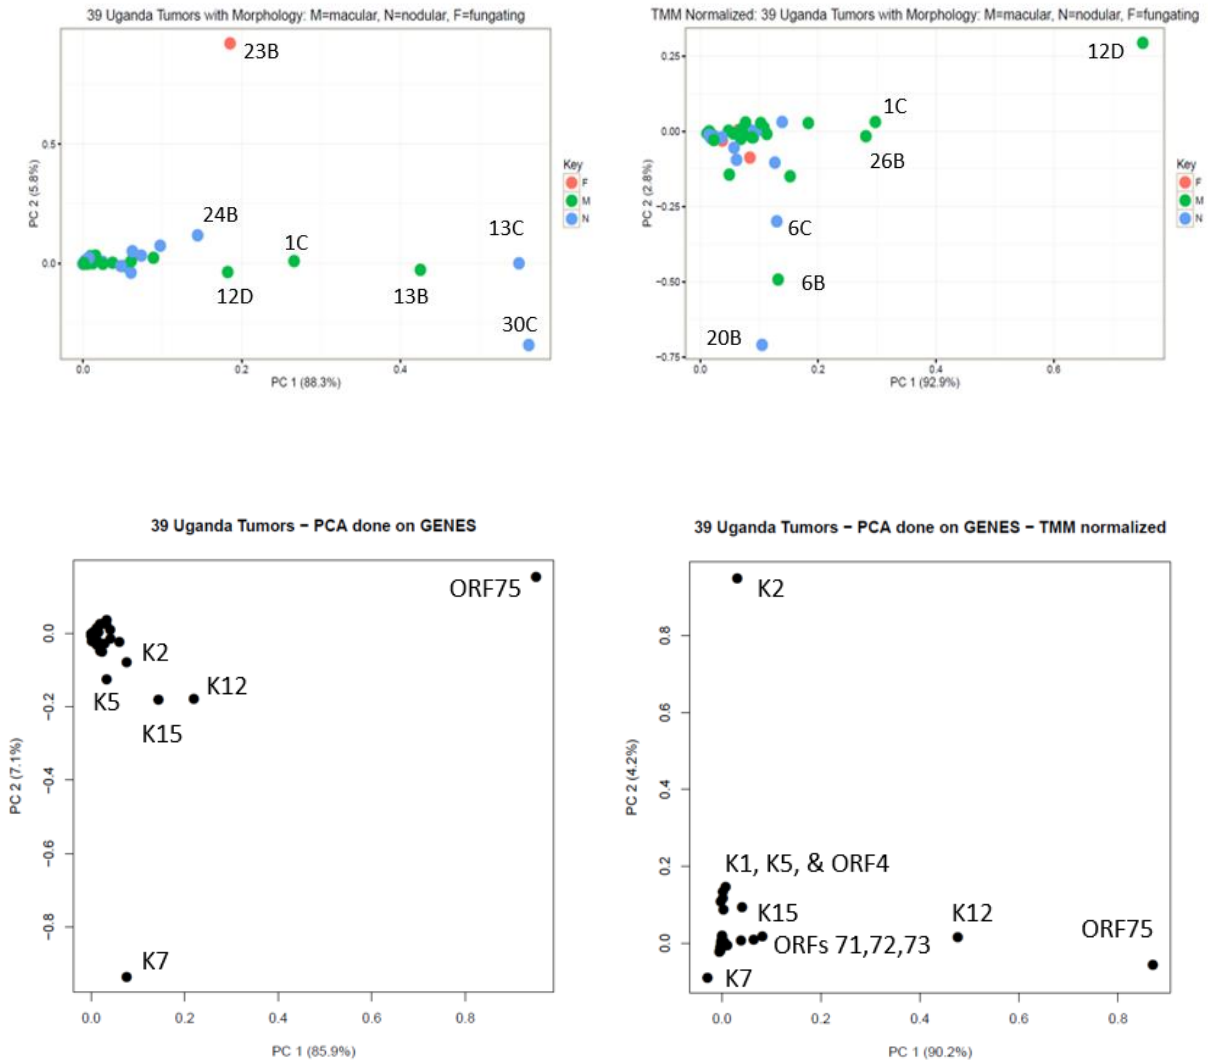 39 Uganda Tumors with Morphology: M=macular, N=nodular, F=fungating
23B
0.5
PC 2 (5.8%)
24B
13C
1C
0.0
12D
13B
30C
0.0
0.2
0.4
PC 1 (88.3%)
Key
F
M
N
TMM Normalized: 39 Uganda Tumors with Morphology: M=macular, N=nodular, F=fungating
0.25
12D
1C
0.00
26B
PC 2 (2.8%)
−0.25
6C
−0.50
6B
20B
−0.75
0.0
0.2
0.4
0.6
PC 1 (92.9%)
Key
F
M
N
39 Uganda Tumors − PCA done on GENES
ORF75
0.0
K2
K12
K5
−0.2
K15
PC 2 (7.1%)
−0.4
−0.6
−0.8
K7
0.0
0.2
0.4
0.6
0.8
PC 1 (85.9%)
39 Uganda Tumors − PCA done on GENES − TMM normalized
K2
0.8
0.6
PC 2 (4.2%)
0.4
0.2
K1, K5, & ORF4
K15
K12
ORF75
0.0
ORFs 71,72,73
K7
0.0
0.2
0.4
0.6
0.8
PC 1 (90.2%)